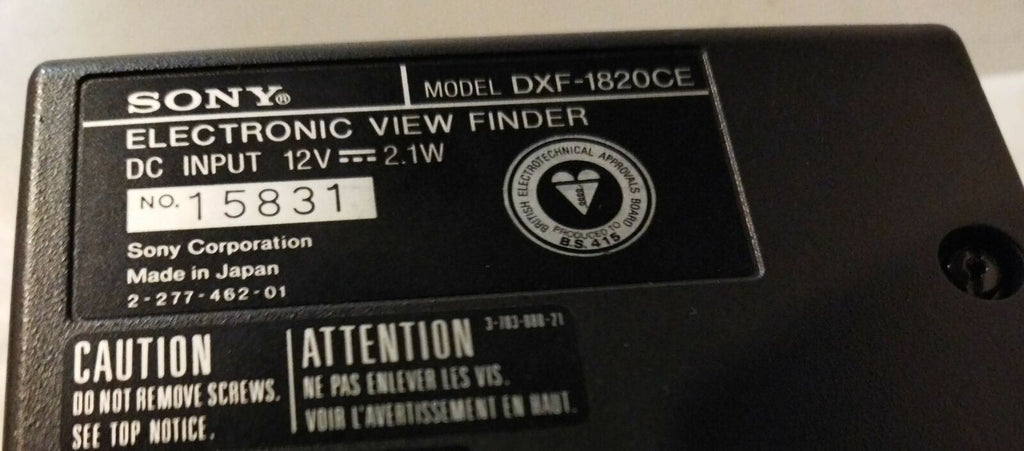 SONY®
MODEL DXF-1820CE
ELECTRONIC VIEW FINDER
DC INPUT 12V ⎓ 2.1W
NO. 15831
Sony Corporation
Made in Japan
2-277-462-01
BRITISH ELECTROTECHNICAL APPROVALS BOARD
PRODUCED TO
B.S. 415
CAUTION
DO NOT REMOVE SCREWS.
SEE TOP NOTICE.
ATTENTION
NE PAS ENLEVER LES VIS.
VOIR L'AVERTISSEMENT EN HAUT.